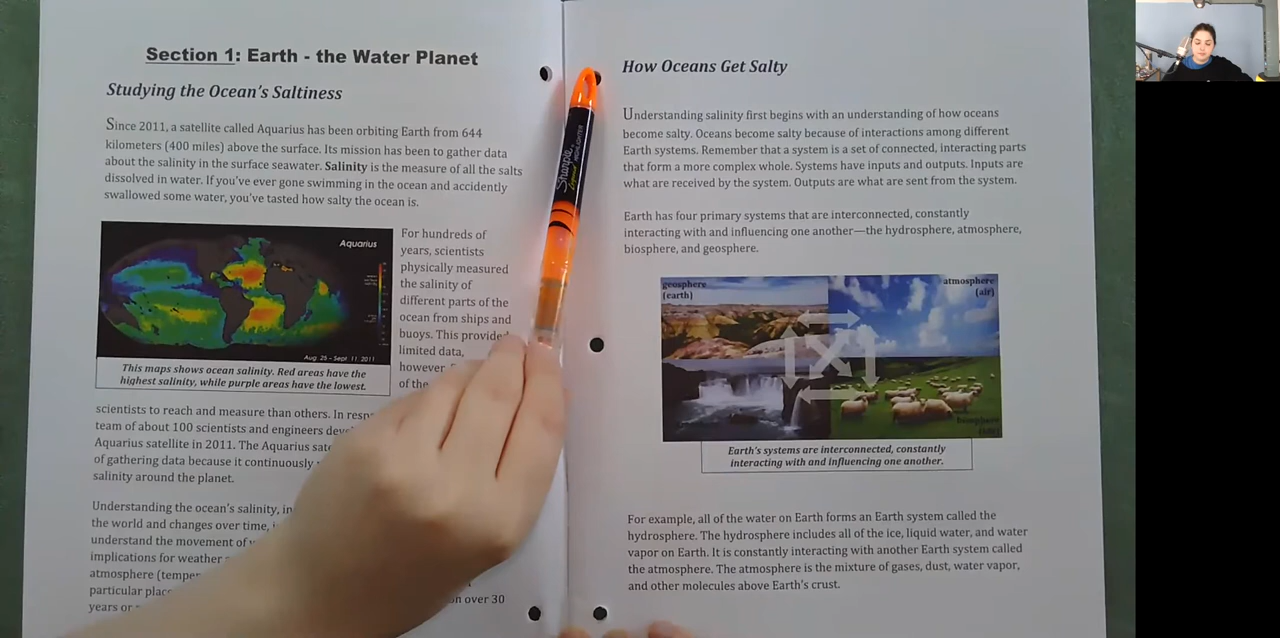 Section 1: Earth - the Water Planet
Studying the Ocean's Saltiness
Since 2011, a satellite called Aquarius has been orbiting Earth from 644
kilometers (400 miles) above the surface. Its mission has been to gather data
about the salinity in the surface seawater. Salinity is the measure of all the salts
dissolved in water. If you've ever gone swimming in the ocean and accidently
swallowed some water, you've tasted how salty the ocean is.
Aquarius
Aug. 25 - Sept. 11, 2011
This maps shows ocean salinity. Red areas have the
highest salinity, while purple areas have the lowest.
For hundreds of
years, scientists
physically measured
the salinity of
different parts of the
ocean from ships and
buoys. This provided
limited data,
however
of the
scientists to reach and measure than others. In
team of about 100 scientists and engineers
Aquarius satellite in 2011. The Aquarius
of gathering data because it continuously
salinity around the planet.
Understanding the ocean's salinity,
the world and changes over time,
understand the movement of
implications for weather
atmosphere
particular
years or
over 30
How Oceans Get Salty
Understanding salinity first begins with an understanding of how oceans
become salty. Oceans become salty because of interactions among different
Earth systems. Remember that a system is a set of connected, interacting parts
that form a more complex whole. Systems have inputs and outputs. Inputs are
what are received by the system. Outputs are what are sent from the system.
Earth has four primary systems that are interconnected, constantly
interacting with and influencing one another—the hydrosphere, atmosphere,
biosphere, and geosphere.
geosphere
(earth)
atmosphere
(air)
biosphere
Earth's systems are interconnected, constantly
interacting with and influencing one another.
For example, all of the water on Earth forms an Earth system called the
hydrosphere. The hydrosphere includes all of the ice, liquid water, and water
vapor on Earth. It is constantly interacting with another Earth system called
the atmosphere. The atmosphere is the mixture of gases, dust, water vapor,
and other molecules above Earth's crust.
Sharpie